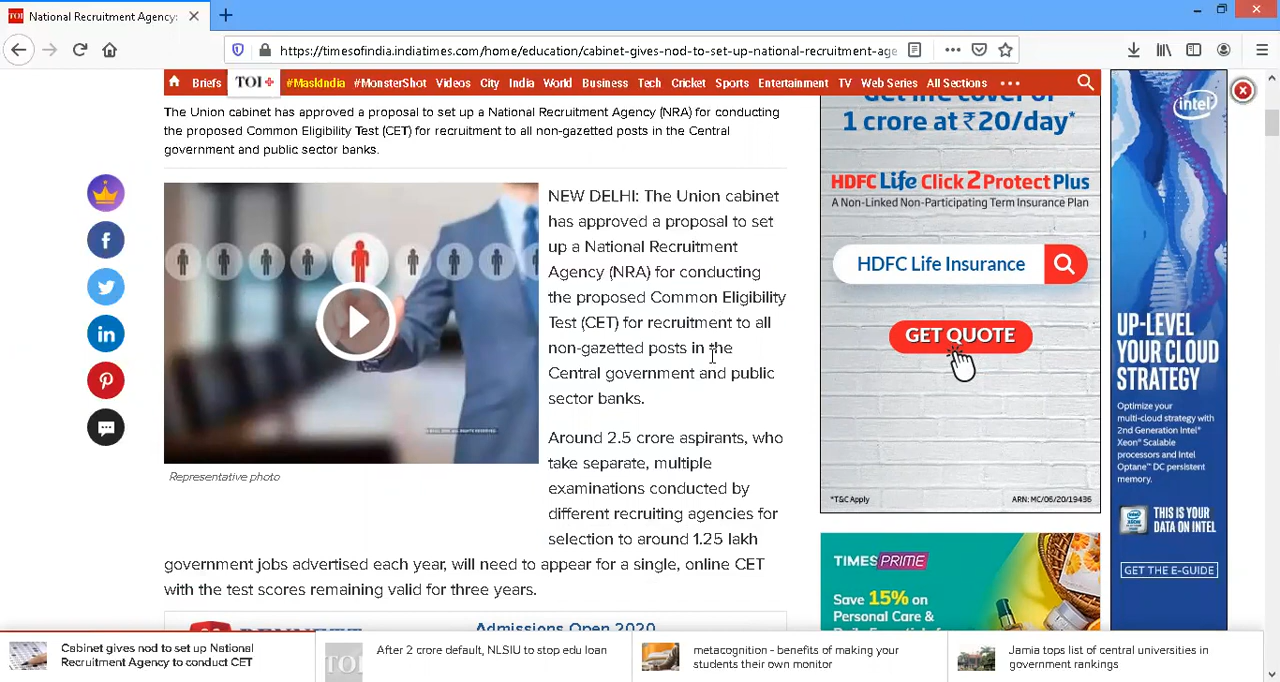 National Recruitment Agency:
https://timesofindia.indiatimes.com/home/education/cabinet-gives-nod-to-set-up-national-recruitment-age
Briefs TOI+ #MaskIndia #MonsterShot Videos City India World Business Tech Cricket Sports Entertainment TV Web Series All Sections
The Union cabinet has approved a proposal to set up a National Recruitment Agency (NRA) for conducting
the proposed Common Eligibility Test (CET) for recruitment to all non-gazetted posts in the Central
government and public sector banks.
NEW DELHI: The Union cabinet
has approved a proposal to set
up a National Recruitment
Agency (NRA) for conducting
the proposed Common Eligibility
Test (CET) for recruitment to all
non-gazetted posts in the
Central government and public
sector banks.
Representative photo
Around 2.5 crore aspirants, who
take separate, multiple
examinations conducted by
different recruiting agencies for
selection to around 1.25 lakh
government jobs advertised each year, will need to appear for a single, online CET
with the test scores remaining valid for three years.
Admissions Open 2020
Get life cover of
1 crore at ₹20/day*
HDFC Life Click 2 Protect Plus
A Non-Linked Non-Participating Term Insurance Plan
HDFC Life Insurance
GET QUOTE
*T&C Apply ARN: MC/06/20/19436
TIMES PRIME
Save 15% on
Personal Care &
intel
UP-LEVEL
YOUR CLOUD
STRATEGY
Optimize your
multi-cloud strategy with
2nd Generation Intel®
Xeon® Scalable
processors and Intel
Optane™ DC persistent
memory.
THIS IS YOUR
DATA ON INTEL
GET THE E-GUIDE
Cabinet gives nod to set up National
Recruitment Agency to conduct CET
TOI
After 2 crore default, NLSIU to stop edu loan
metacognition - benefits of making your
students their own monitor
Jamia tops list of central universities in
government rankings